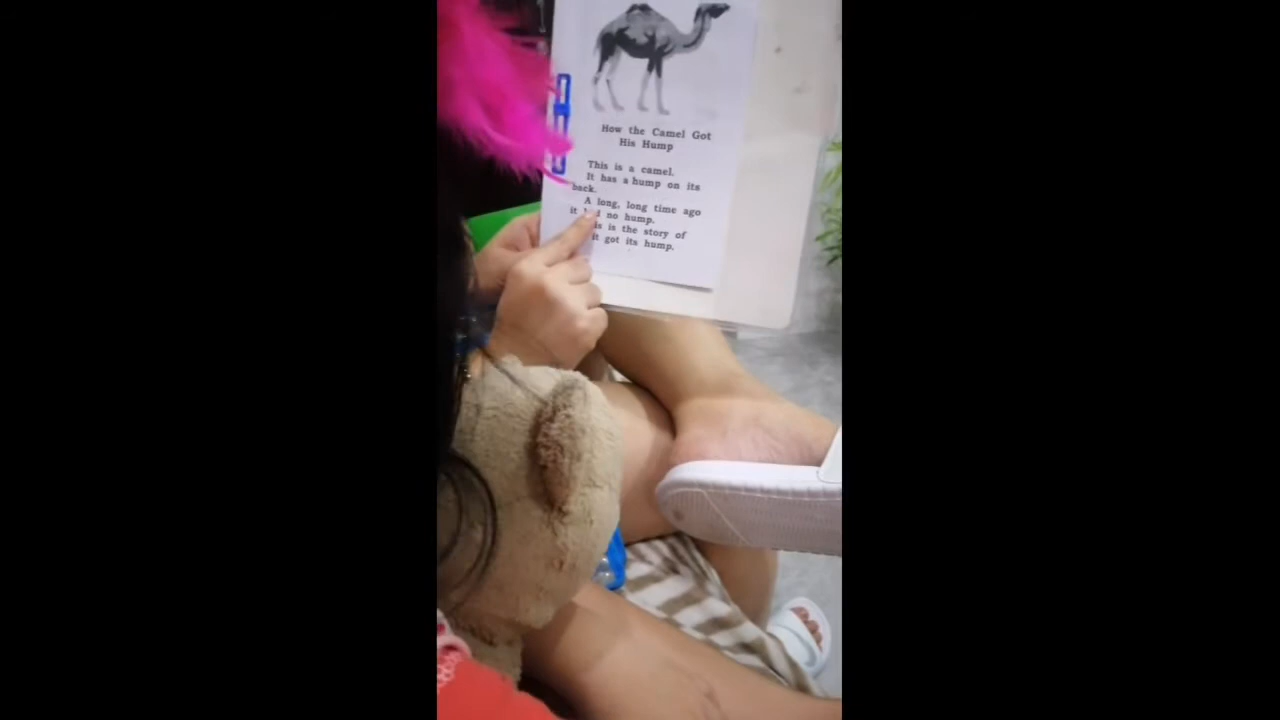 How the Camel Got
His Hump
This is a camel.
It has a hump on its
back.
A long, long time ago
it no hump.
is the story of
it got its hump.